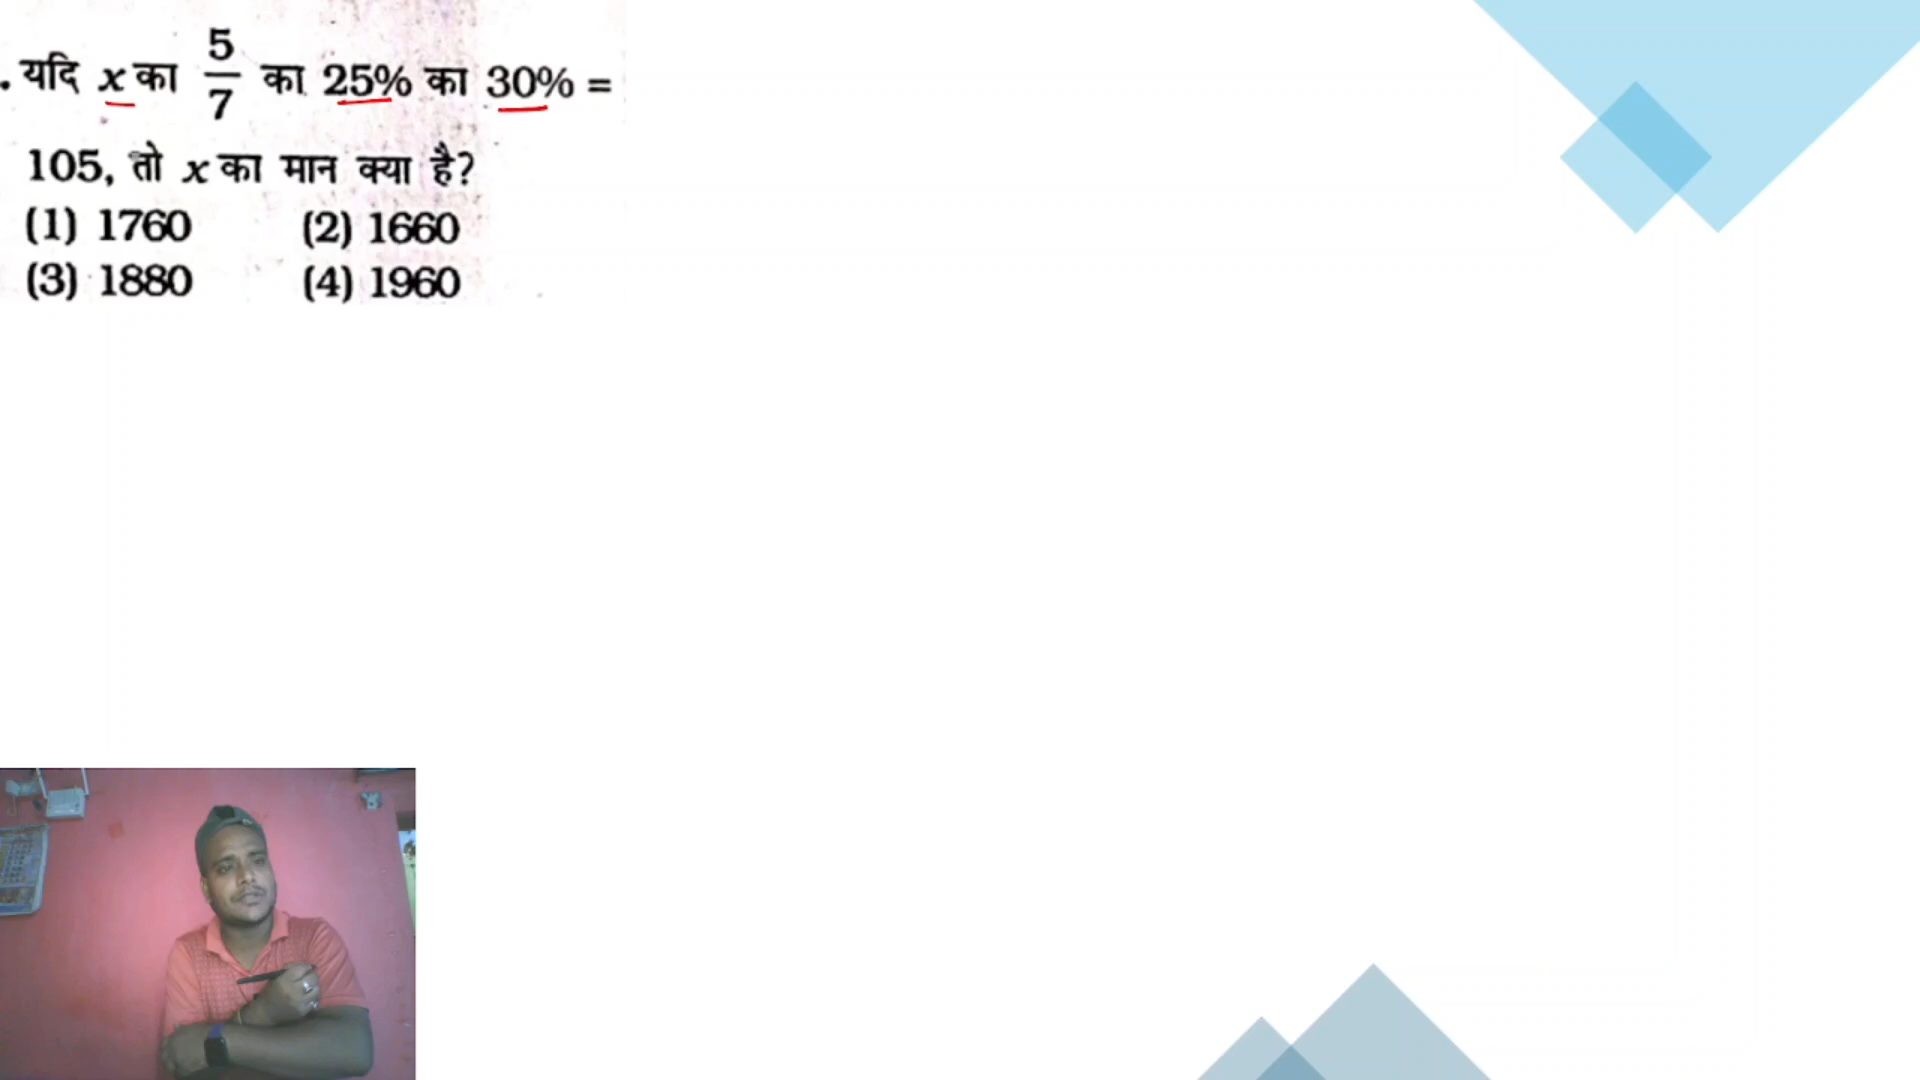 . यदि x का 5/7 का 25% का 30% =
105, तो x का मान क्या है?
(1) 1760 (2) 1660
(3) 1880 (4) 1960